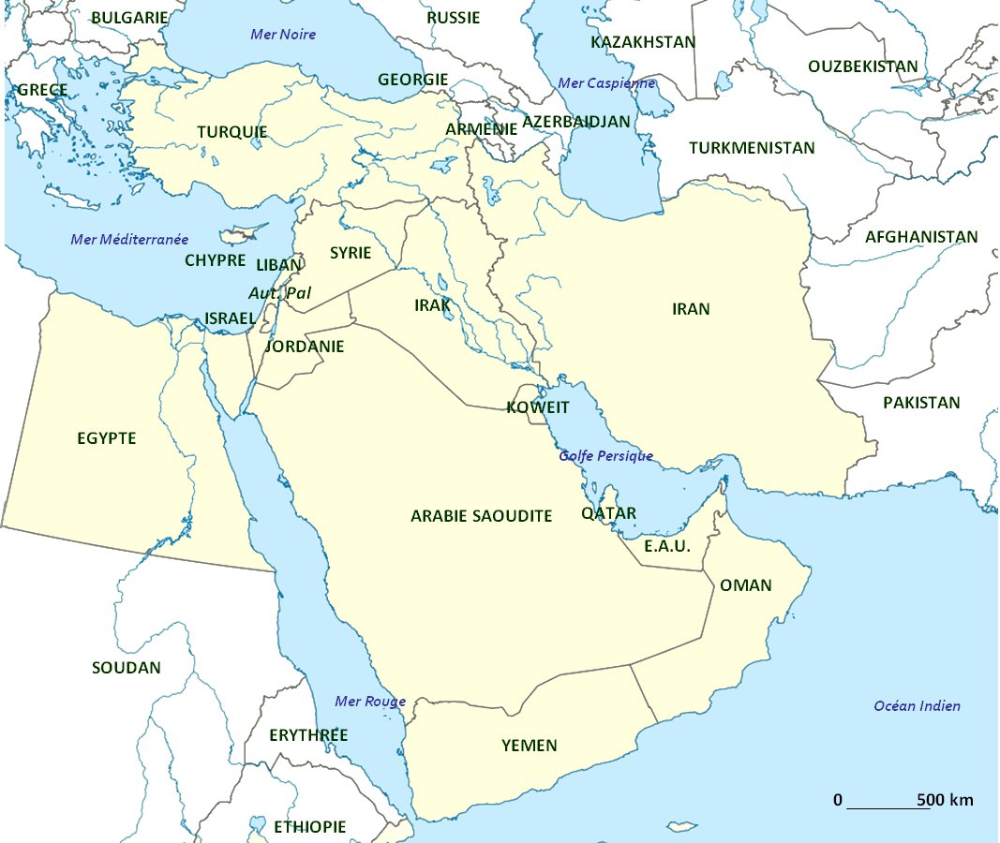 BULGARIE
RUSSIE
Mer Noire
KAZAKHSTAN
OUZBEKISTAN
GEORGIE
Mer Caspienne
GRECE
TURQUIE
ARMENIE
AZERBAIDJAN
TURKMENISTAN
Mer Méditerranée
AFGHANISTAN
CHYPRE
LIBAN
SYRIE
Aut. Pal
IRAK
IRAN
ISRAEL
JORDANIE
KOWEIT
PAKISTAN
EGYPTE
Golfe Persique
ARABIE SAOUDITE
QATAR
E.A.U.
OMAN
SOUDAN
Mer Rouge
Océan Indien
ERYTHREE
YEMEN
0 500 km
ETHIOPIE